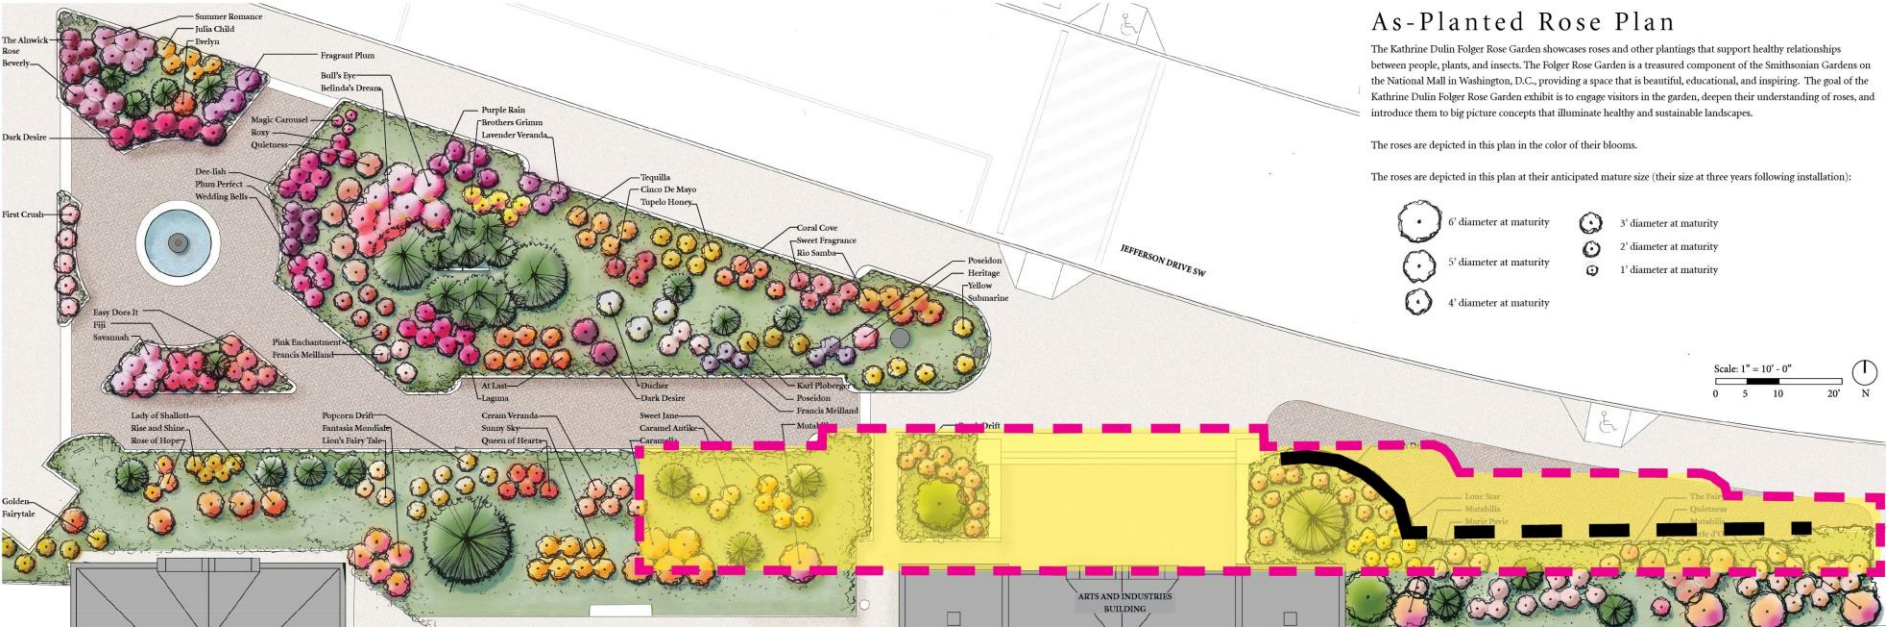 As-Planted Rose Plan
The Kathrine Dulin Folger Rose Garden showcases roses and other plantings that support healthy relationships
between people, plants, and insects. The Folger Rose Garden is a treasured component of the Smithsonian Gardens on
the National Mall in Washington, D.C., providing a space that is beautiful, educational, and inspiring. The goal of the
Kathrine Dulin Folger Rose Garden exhibit is to engage visitors in the garden, deepen their understanding of roses, and
introduce them to big picture concepts that illuminate healthy and sustainable landscapes.
The roses are depicted in this plan in the color of their blooms.
The roses are depicted in this plan at their anticipated mature size (their size at three years following installation):
6' diameter at maturity
5' diameter at maturity
4' diameter at maturity
3' diameter at maturity
2' diameter at maturity
1' diameter at maturity
Scale: 1" = 10' - 0"
0 5 10 20'
N
JEFFERSON DRIVE SW
Summer Romance
Julia Child
Evelyn
The Alnwick
Rose
Beverly
Fragrant Plum
Dark Desire
Bull's Eye
Belinda's Dream
Magic Carousel
Roxy
Quietness
Purple Rain
Brothers Grimm
Lavender Veranda
Dee-lish
Plum Perfect
Wedding Bells
Tequilla
Cinco De Mayo
Tupelo Honey
First Crush
Coral Cove
Sweet Fragrance
Rio Samba
Poseidon
Heritage
Yellow
Submarine
Easy Does It
Fiji
Savannah
Pink Enchantment
Francis Meilland
At Last
Laguna
Ducher
Dark Desire
Karl Ploberger
Poseidon
Francis Meilland
Lady of Shallott
Rise and Shine
Rose of Hope
Popcorn Drift
Fantasia Mondiale
Lion's Fairy Tale
Cream Veranda
Sunny Sky
Queen of Hearts
Sweet Jane
Caramel Antike
Caramella
Drift
Golden
Fairytale
Lone Star
Mutabilis
Marie Pavie
The Fairy
Quietness
Mutabilis
ARTS AND INDUSTRIES
BUILDING